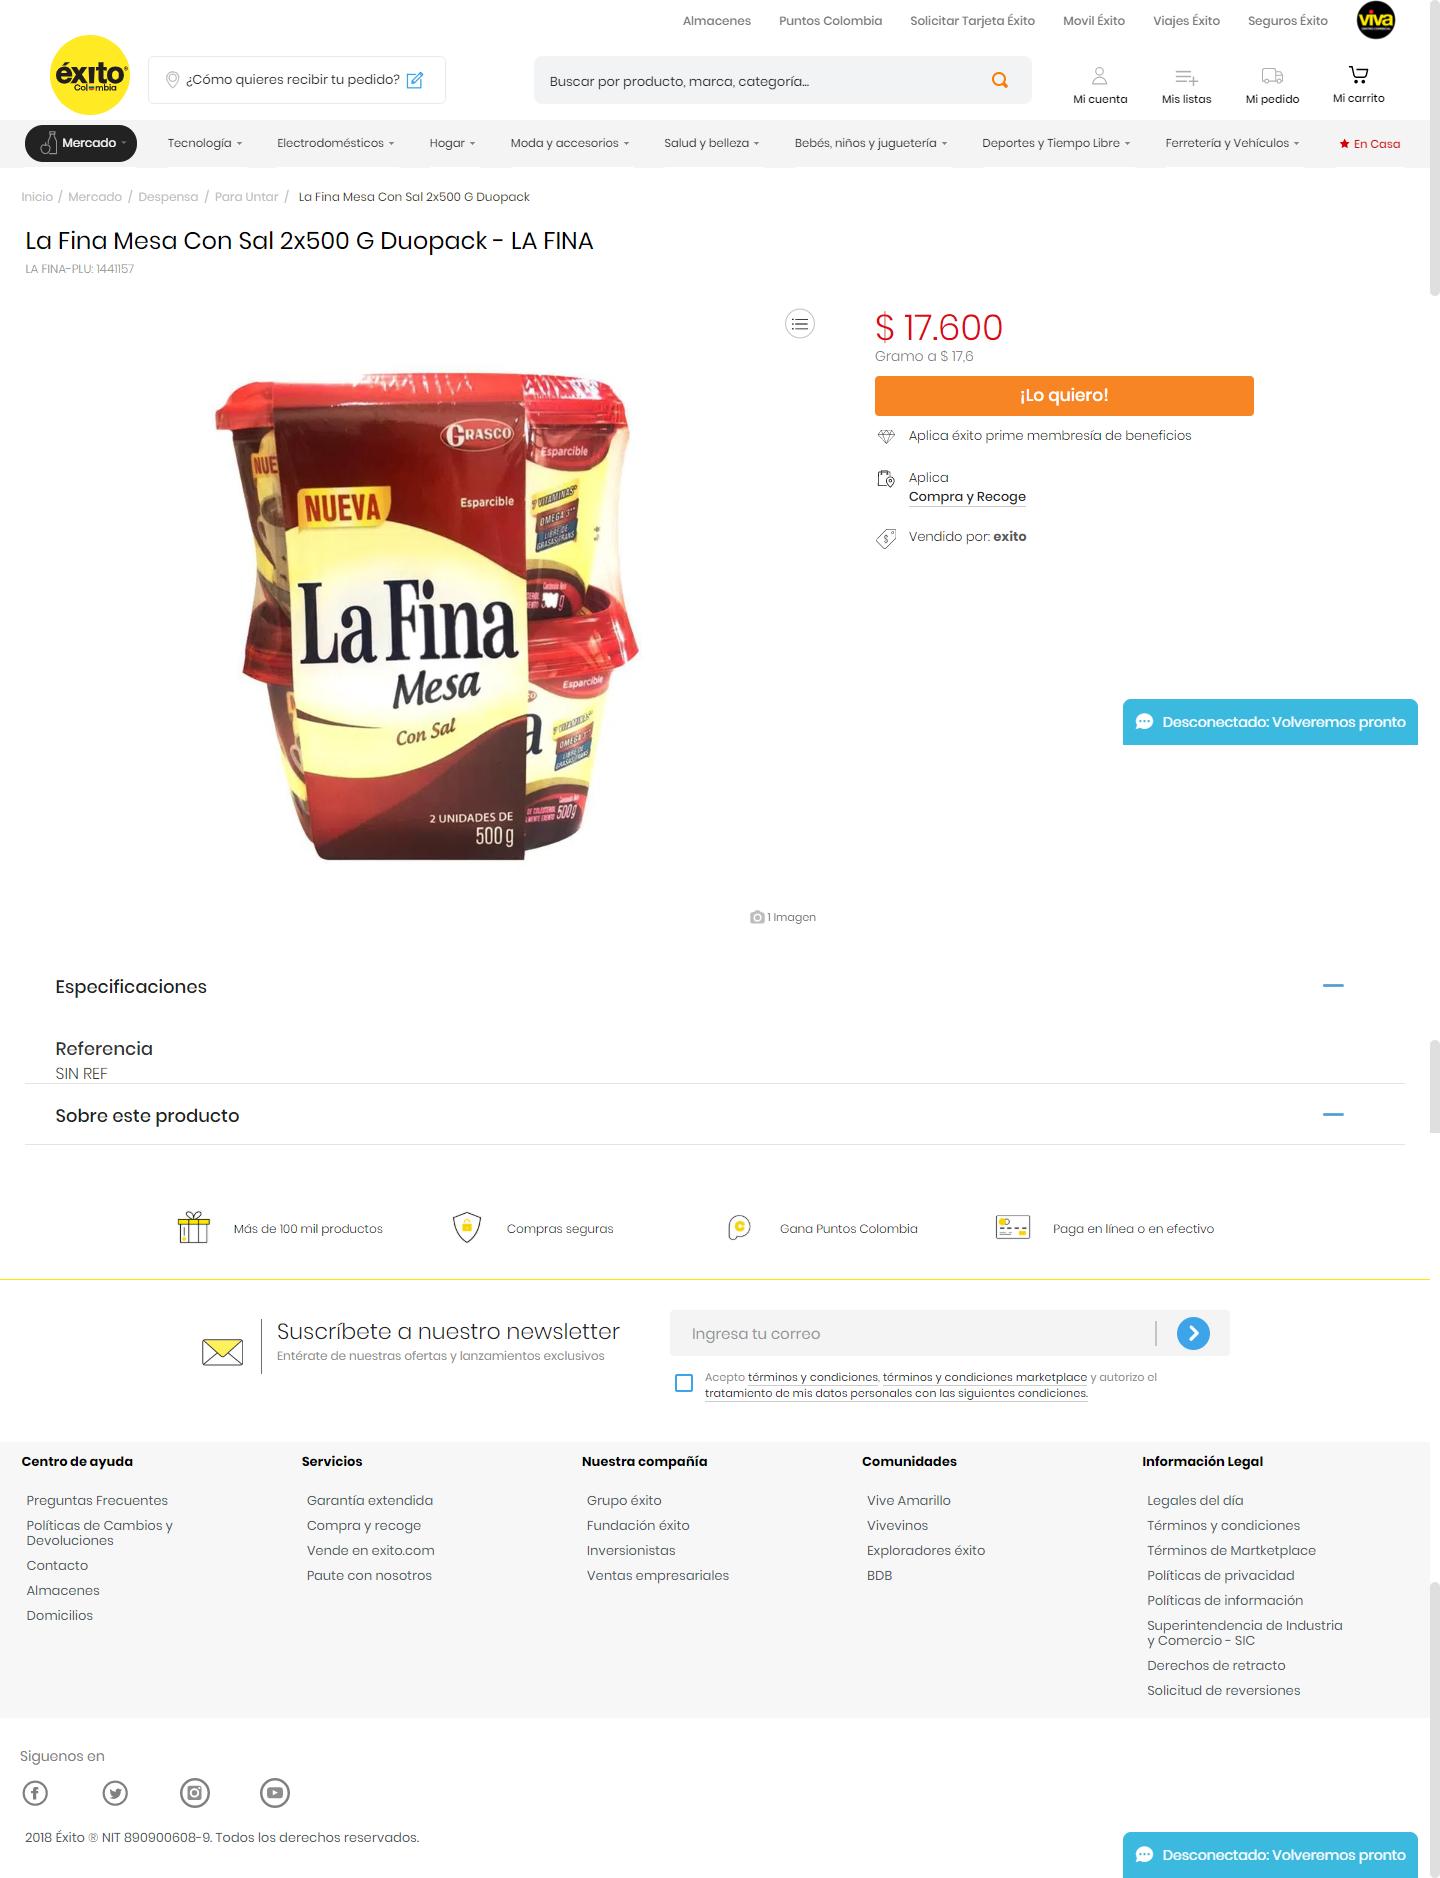 Almacenes Puntos Colombia Solicitar Tarjeta Éxito Movil Éxito Viajes Éxito Seguros Éxito viva
éxito
Colombia
¿Cómo quieres recibir tu pedido?
Buscar por producto, marca, categoría...
Mi cuenta Mis listas Mi pedido Mi carrito
Mercado Tecnología Electrodomésticos Hogar Moda y accesorios Salud y belleza Bebés, niños y juguetería Deportes y Tiempo Libre Ferretería y Vehículos En Casa
Inicio / Mercado / Despensa / Para Untar / La Fina Mesa Con Sal 2x500 G Duopack
La Fina Mesa Con Sal 2x500 G Duopack - LA FINA
LA FINA-PLU: 1441157
GRASCO
Esparcible
NUE
NUEVA
Esparcible
VITAMINAS
OMEGA 3
LIBRE DE
GRASAS TRANS
La Fina
Mesa
Con Sal
Esparcible
VITAMINAS
OMEGA 3
LIBRE DE
GRASAS TRANS
2 UNIDADES DE
500 g
500g
1 Imagen
$ 17.600
Gramo a $ 17,6
¡Lo quiero!
Aplica éxito prime membresía de beneficios
Aplica
Compra y Recoge
Vendido por: exito
Desconectado: Volveremos pronto
Especificaciones
Referencia
SIN REF
Sobre este producto
Más de 100 mil productos Compras seguras Gana Puntos Colombia Paga en línea o en efectivo
Suscríbete a nuestro newsletter
Entérate de nuestras ofertas y lanzamientos exclusivos
Ingresa tu correo
Acepto términos y condiciones, términos y condiciones marketplace y autorizo el
tratamiento de mis datos personales con las siguientes condiciones.
Centro de ayuda
Preguntas Frecuentes
Políticas de Cambios y
Devoluciones
Contacto
Almacenes
Domicilios
Servicios
Garantía extendida
Compra y recoge
Vende en exito.com
Paute con nosotros
Nuestra compañía
Grupo éxito
Fundación éxito
Inversionistas
Ventas empresariales
Comunidades
Vive Amarillo
Vivevinos
Exploradores éxito
BDB
Información Legal
Legales del día
Términos y condiciones
Términos de Martketplace
Políticas de privacidad
Políticas de información
Superintendencia de Industria
y Comercio - SIC
Derechos de retracto
Solicitud de reversiones
Siguenos en
2018 Éxito ® NIT 890900608-9. Todos los derechos reservados.
Desconectado: Volveremos pronto